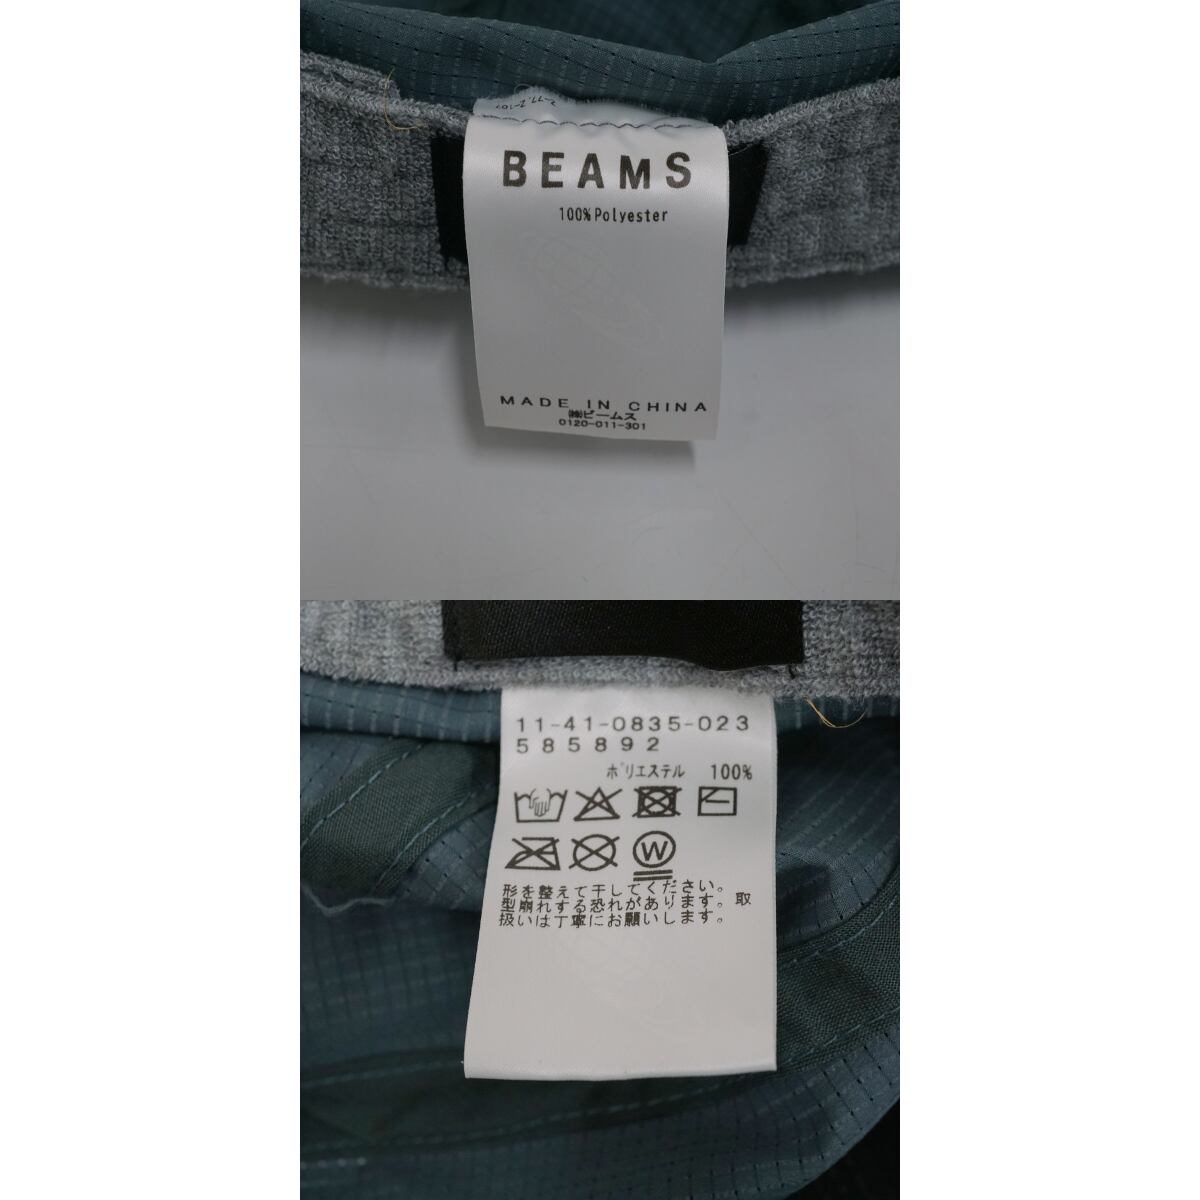 BEAMS
100%Polyester
MADE IN CHINA
㈱ビームス
0120-011-301
11-41-0835-023
585892
ポリエステル 100%
W
形を整えて干してください。
型崩れする恐れがあります。取
扱いは丁寧にお願いします。